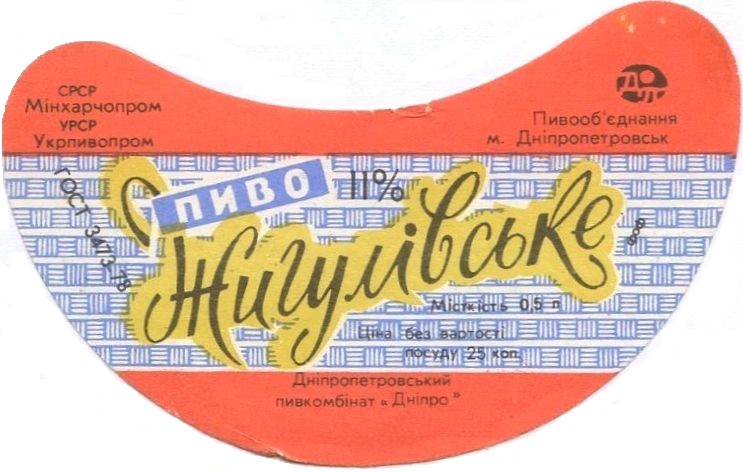 СРСР
Мінхарчопром
УРСР
Укрпивопром
ДЛ
Пивооб'єднання
м. Дніпропетровськ
ГОСТ 3473-78
ПИВО
11%
Жигулівське
Місткість 0,5 л
Ціна без вартості
посуду 25 коп.
Дніпропетровський
пивкомбінат «Дніпро"